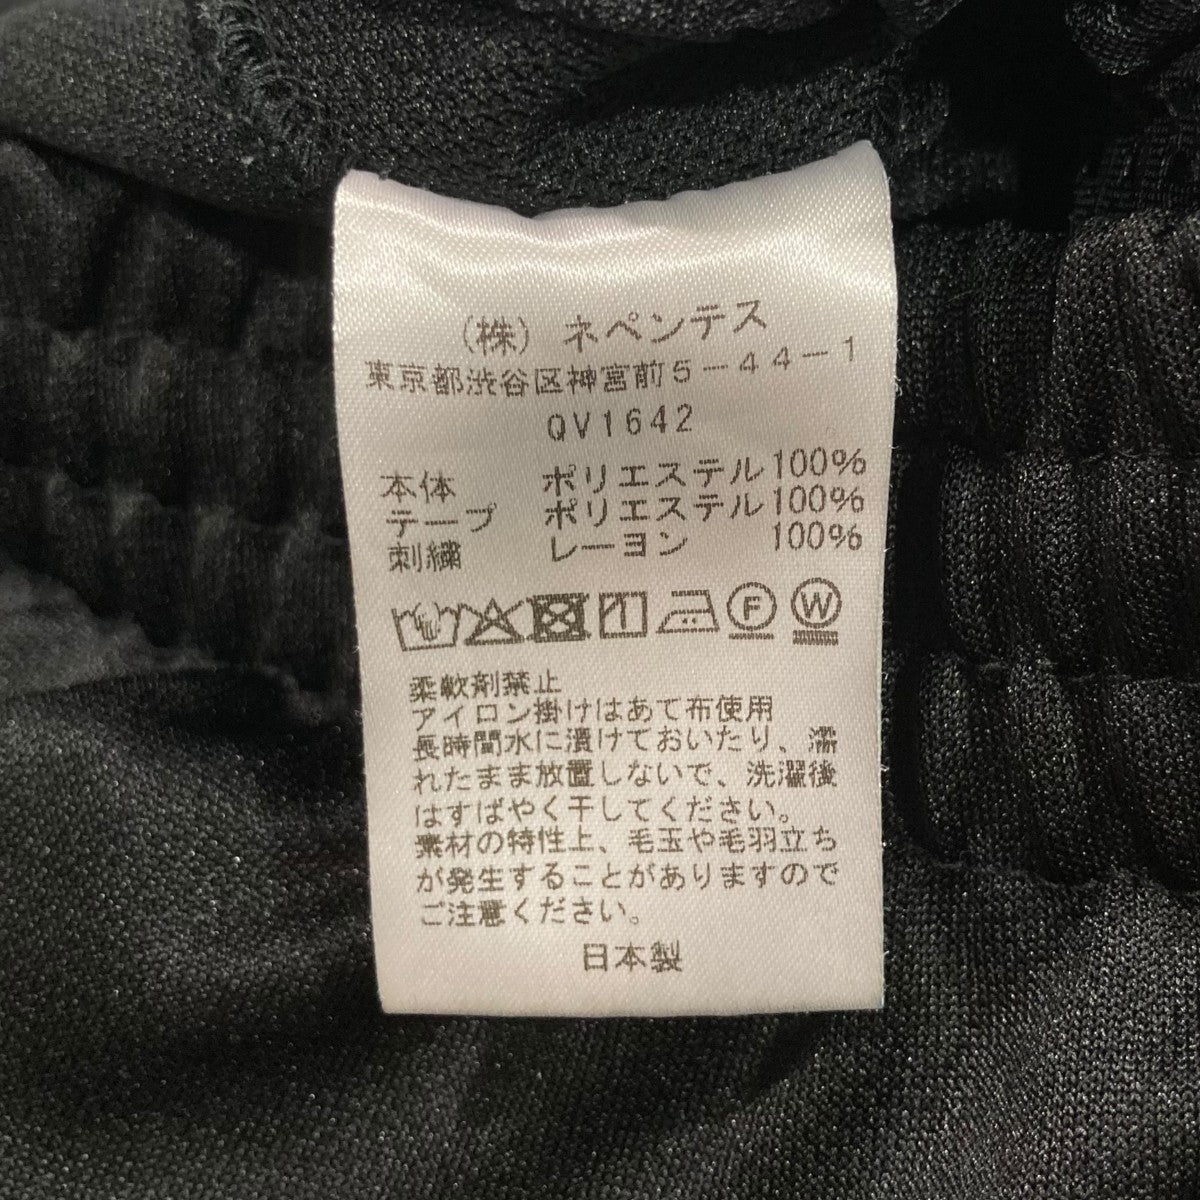 (株) ネペンテス
東京都渋谷区神宮前5-44-1
QV1642
本体 ポリエステル100%
テープ ポリエステル100%
刺繍 レーヨン 100%
F W
柔軟剤禁止
アイロン掛けはあて布使用
長時間水に漬けておいたり、濡
れたまま放置しないで、洗濯後
はすばやく干してください。
素材の特性上、毛玉や毛羽立ち
が発生することがありますので
ご注意ください。
日本製